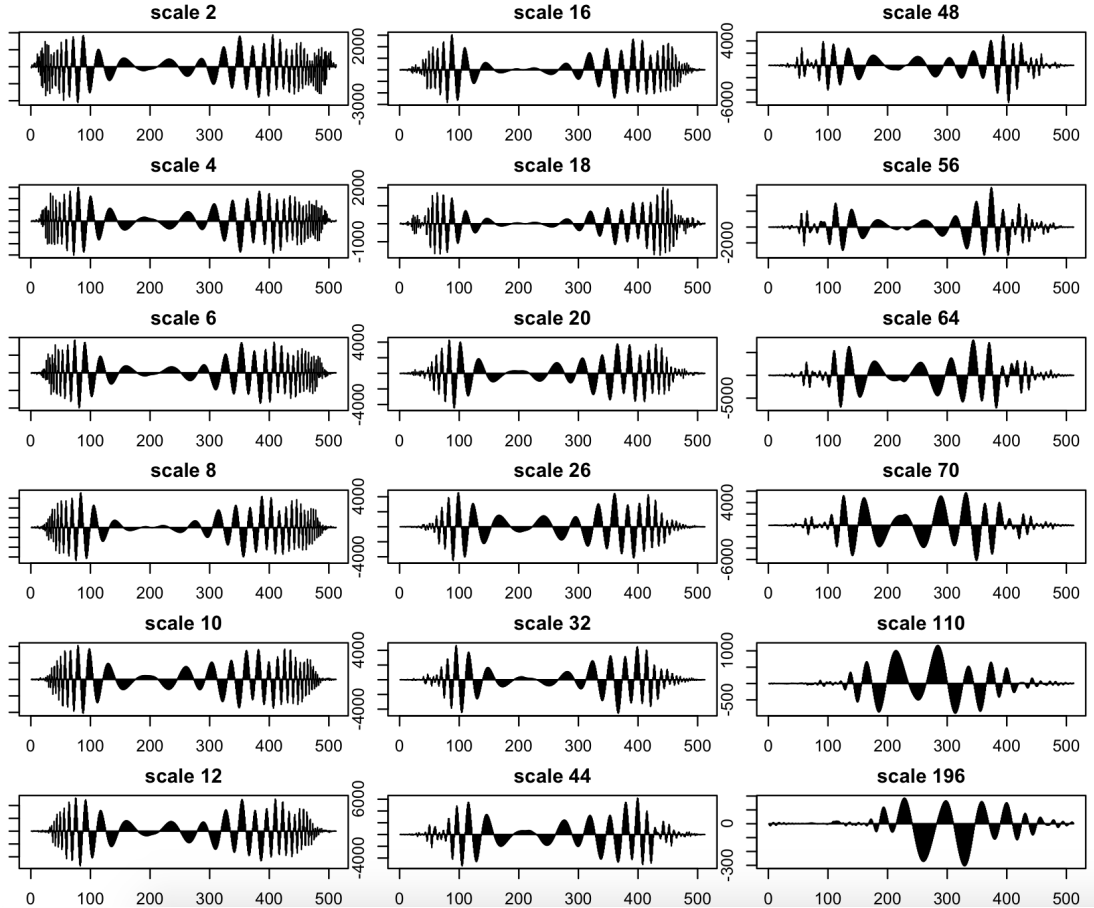 scale 2
0 100 200 300 400 500
scale 16
2000
-3000
0 100 200 300 400 500
scale 48
4000
-6000
0 100 200 300 400 500
scale 4
0 100 200 300 400 500
scale 18
2000
-1000
0 100 200 300 400 500
scale 56
-2000
0 100 200 300 400 500
scale 6
0 100 200 300 400 500
scale 20
4000
-4000
0 100 200 300 400 500
scale 64
-5000
0 100 200 300 400 500
scale 8
0 100 200 300 400 500
scale 26
4000
-4000
0 100 200 300 400 500
scale 70
4000
-6000
0 100 200 300 400 500
scale 10
0 100 200 300 400 500
scale 32
4000
-4000
0 100 200 300 400 500
scale 110
1000
-500
0 100 200 300 400 500
scale 12
0 100 200 300 400 500
scale 44
6000
-4000
0 100 200 300 400 500
scale 196
0
-300
0 100 200 300 400 500